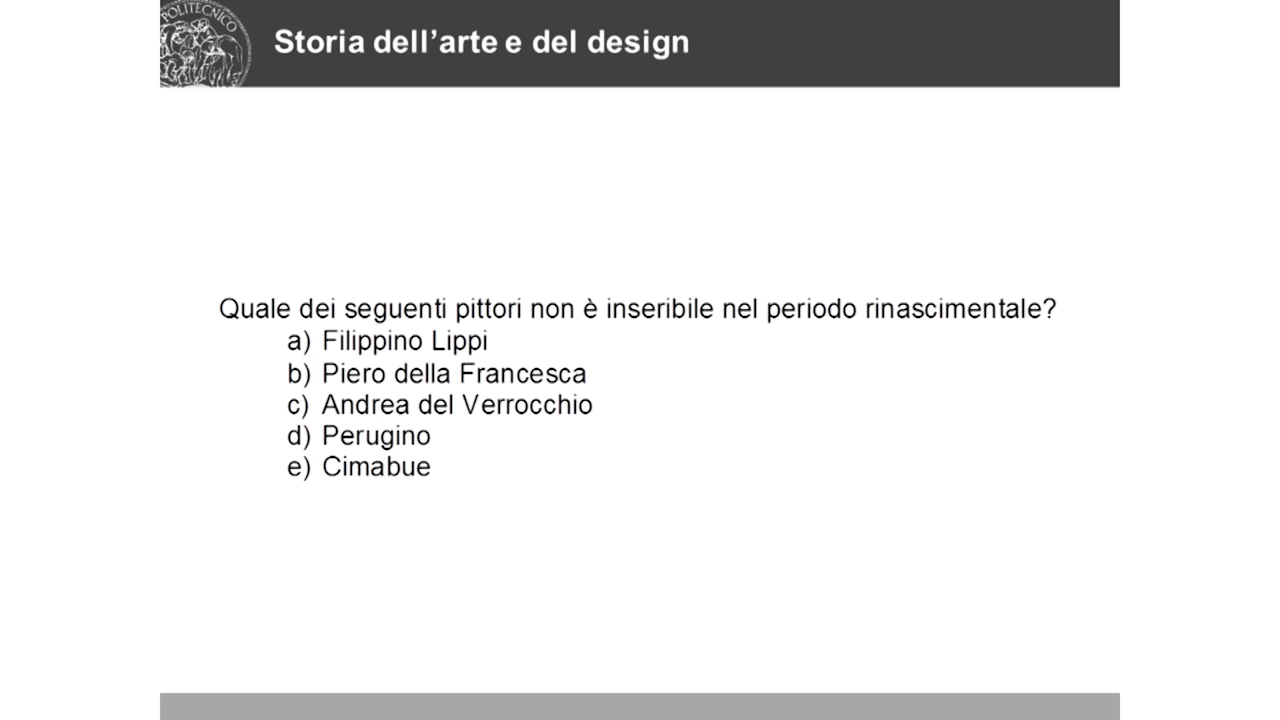 POLITECNICO
Storia dell’arte e del design
Quale dei seguenti pittori non è inseribile nel periodo rinascimentale?
a) Filippino Lippi
b) Piero della Francesca
c) Andrea del Verrocchio
d) Perugino
e) Cimabue